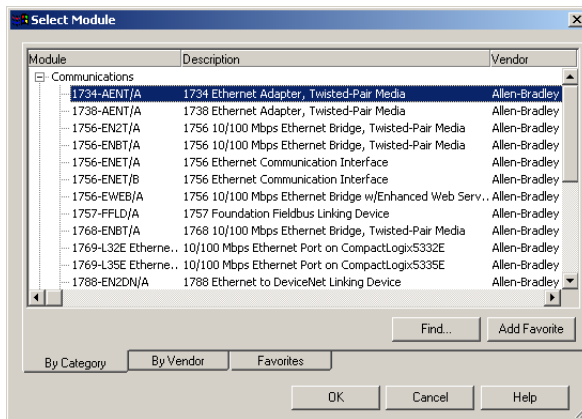 Select Module
Module Description Vendor
Communications
1734-AENT/A 1734 Ethernet Adapter, Twisted-Pair Media Allen-Bradley
1738-AENT/A 1738 Ethernet Adapter, Twisted-Pair Media Allen-Bradley
1756-EN2T/A 1756 10/100 Mbps Ethernet Bridge, Twisted-Pair Media Allen-Bradley
1756-ENBT/A 1756 10/100 Mbps Ethernet Bridge, Twisted-Pair Media Allen-Bradley
1756-ENET/A 1756 Ethernet Communication Interface Allen-Bradley
1756-ENET/B 1756 Ethernet Communication Interface Allen-Bradley
1756-EWEB/A 1756 10/100 Mbps Ethernet Bridge w/Enhanced Web Serv... Allen-Bradley
1757-FFLD/A 1757 Foundation Fieldbus Linking Device Allen-Bradley
1768-ENBT/A 1768 10/100 Mbps Ethernet Bridge, Twisted-Pair Media Allen-Bradley
1769-L32E Etherne... 10/100 Mbps Ethernet Port on CompactLogix5332E Allen-Bradley
1769-L35E Etherne... 10/100 Mbps Ethernet Port on CompactLogix5335E Allen-Bradley
1788-EN2DN/A 1788 Ethernet to DeviceNet Linking Device Allen-Bradley
Find... Add Favorite
By Category By Vendor Favorites
OK Cancel Help